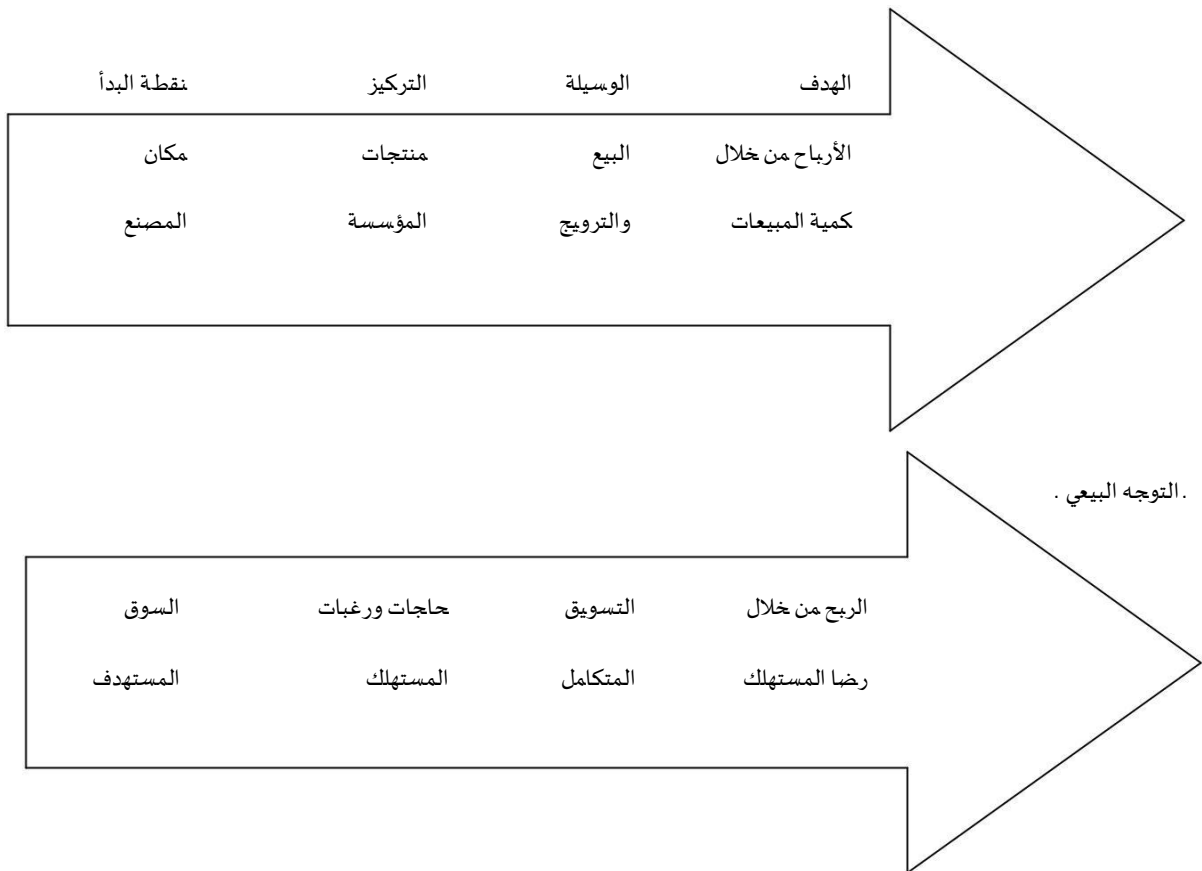 الهدف الوسيلة التركيز نقطة البدأ
الأرباح من خلال البيع منتجات مكان
كمية المبيعات والترويج المؤسسة المصنع
.التوجه البيعي .
الربح من خلال التسويق حاجات ورغبات السوق
رضا المستهلك المتكامل المستهلك المستهدف